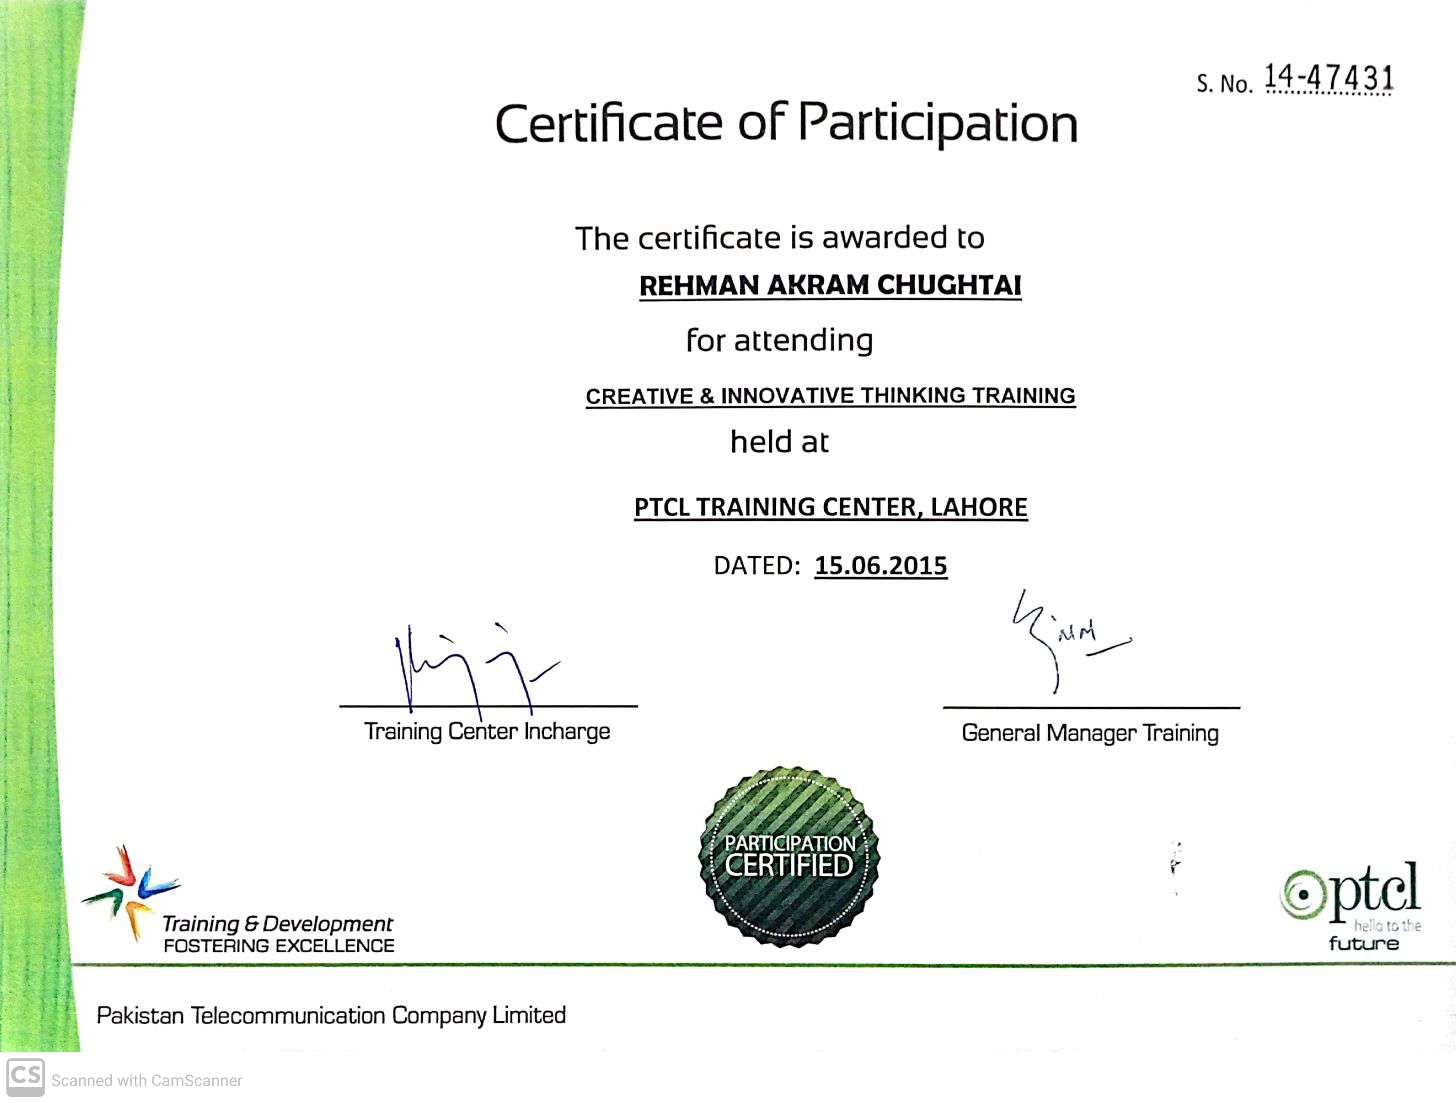 S. No. 14-47431
Certificate of Participation
The certificate is awarded to
REHMAN AKRAM CHUGHTAI
for attending
CREATIVE & INNOVATIVE THINKING TRAINING
held at
PTCL TRAINING CENTER, LAHORE
DATED: 15.06.2015
Training Center Incharge
General Manager Training
PARTICIPATION
CERTIFIED
Training & Development
FOSTERING EXCELLENCE
ptcl
hello to the
future
Pakistan Telecommunication Company Limited
CS Scanned with CamScanner